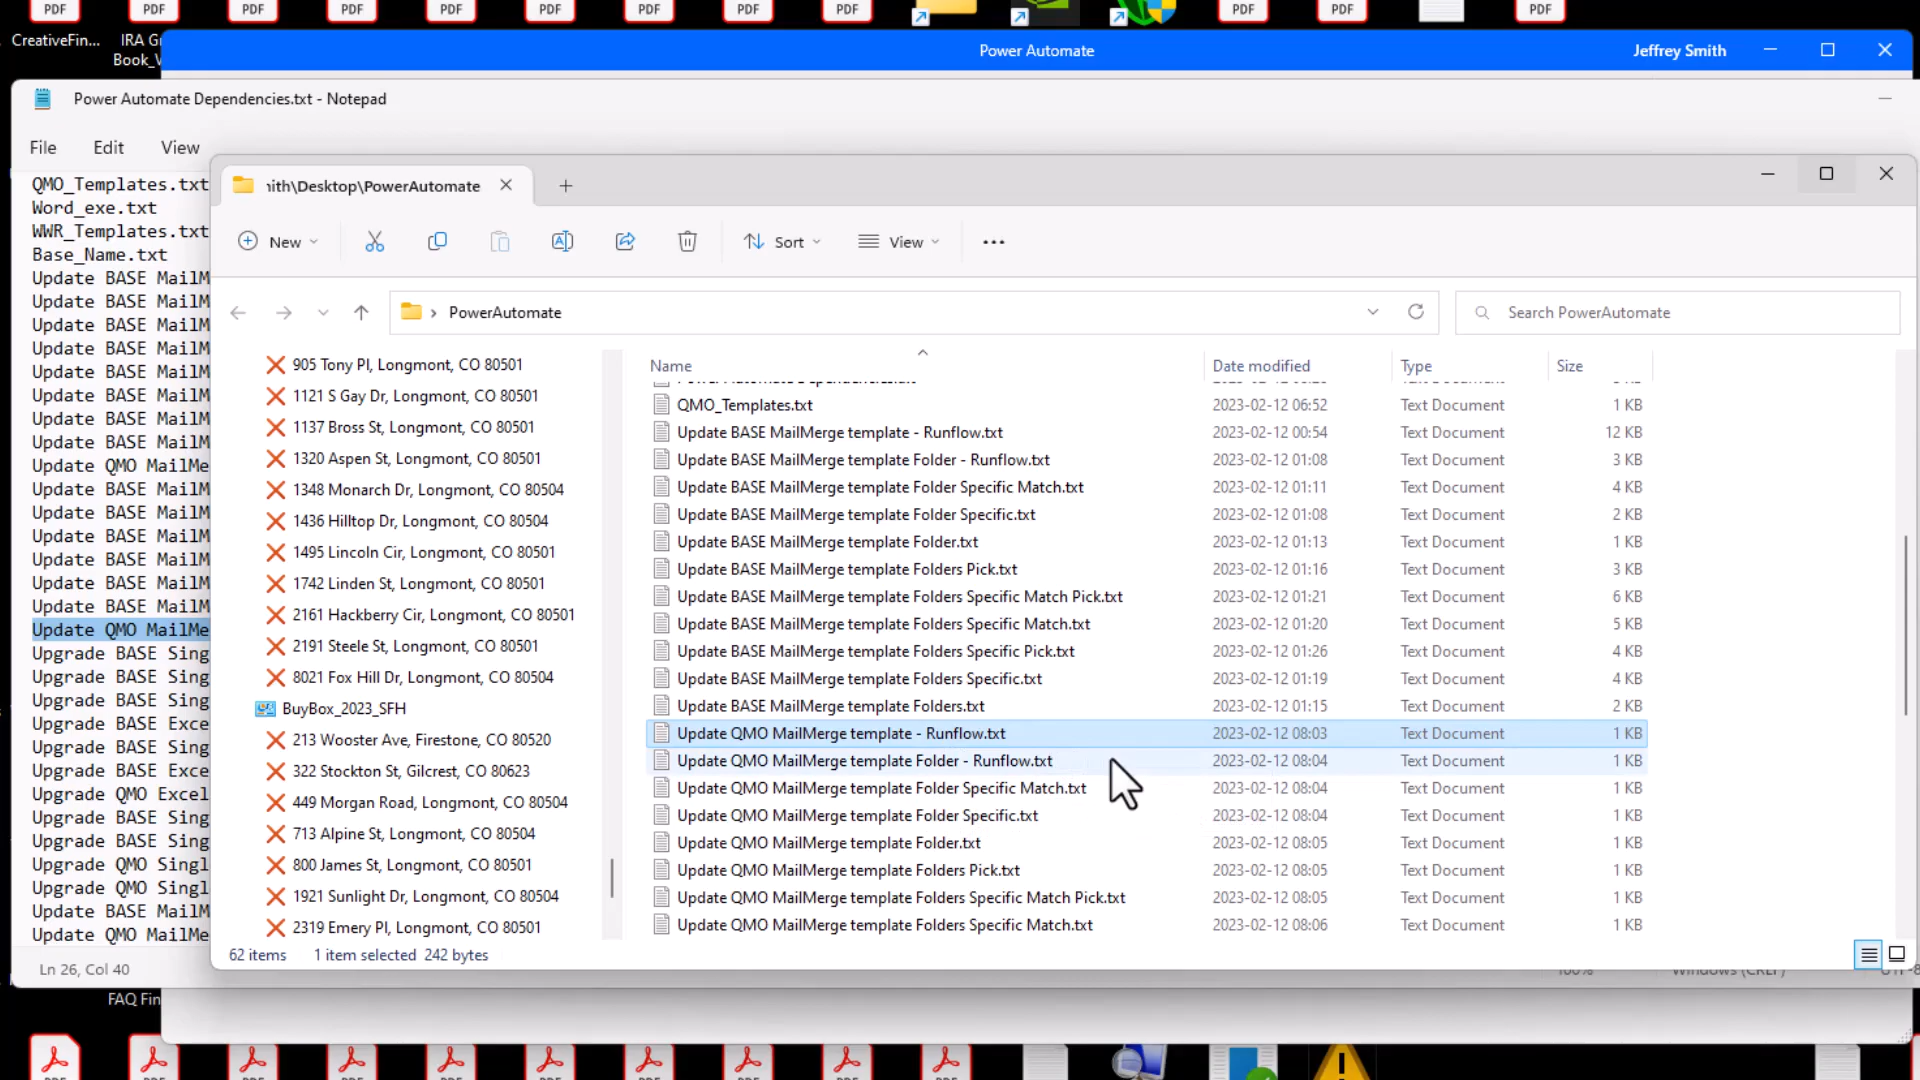 PDF
PDF
PDF
PDF
PDF
PDF
PDF
PDF
PDF
PDF
PDF
PDF
CreativeFin...
IRA G
Book_V
Power Automate
Jeffrey Smith
Power Automate Dependencies.txt - Notepad
File
Edit
View
QMO_Templates.txt
Word_exe.txt
WWR_Templates.txt
Base_Name.txt
Update BASE MailM
Update BASE MailM
Update BASE MailM
Update BASE MailM
Update BASE MailM
Update BASE MailM
Update BASE MailM
Update BASE MailM
Update QMO MailMe
Update BASE MailM
Update BASE MailM
Update BASE MailM
Update BASE MailM
Update BASE MailM
Update BASE MailM
Update QMO MailMe
Upgrade BASE Sing
Upgrade BASE Sing
Upgrade BASE Sing
Upgrade BASE Exce
Upgrade BASE Sing
Upgrade BASE Exce
Upgrade QMO Excel
Upgrade BASE Sing
Upgrade BASE Sing
Upgrade QMO Singl
Upgrade QMO Singl
Update BASE MailM
Update QMO MailMe
Ln 26, Col 40
100%
Windows (CRLF)
UTF-8
ith\Desktop\PowerAutomate
New
Sort
View
PowerAutomate
Search PowerAutomate
905 Tony Pl, Longmont, CO 80501
1121 S Gay Dr, Longmont, CO 80501
1137 Bross St, Longmont, CO 80501
1320 Aspen St, Longmont, CO 80501
1348 Monarch Dr, Longmont, CO 80504
1436 Hilltop Dr, Longmont, CO 80504
1495 Lincoln Cir, Longmont, CO 80501
1742 Linden St, Longmont, CO 80501
2161 Hackberry Cir, Longmont, CO 80501
2191 Steele St, Longmont, CO 80501
8021 Fox Hill Dr, Longmont, CO 80504
BuyBox_2023_SFH
213 Wooster Ave, Firestone, CO 80520
322 Stockton St, Gilcrest, CO 80623
449 Morgan Road, Longmont, CO 80504
713 Alpine St, Longmont, CO 80504
800 James St, Longmont, CO 80501
1921 Sunlight Dr, Longmont, CO 80504
2319 Emery Pl, Longmont, CO 80501
Name Date modified Type Size
QMO_Templates.txt 2023-02-12 06:52 Text Document 1 KB
Update BASE MailMerge template - Runflow.txt 2023-02-12 00:54 Text Document 12 KB
Update BASE MailMerge template Folder - Runflow.txt 2023-02-12 01:08 Text Document 3 KB
Update BASE MailMerge template Folder Specific Match.txt 2023-02-12 01:11 Text Document 4 KB
Update BASE MailMerge template Folder Specific.txt 2023-02-12 01:08 Text Document 2 KB
Update BASE MailMerge template Folder.txt 2023-02-12 01:13 Text Document 1 KB
Update BASE MailMerge template Folders Pick.txt 2023-02-12 01:16 Text Document 3 KB
Update BASE MailMerge template Folders Specific Match Pick.txt 2023-02-12 01:21 Text Document 6 KB
Update BASE MailMerge template Folders Specific Match.txt 2023-02-12 01:20 Text Document 5 KB
Update BASE MailMerge template Folders Specific Pick.txt 2023-02-12 01:26 Text Document 4 KB
Update BASE MailMerge template Folders Specific.txt 2023-02-12 01:19 Text Document 4 KB
Update BASE MailMerge template Folders.txt 2023-02-12 01:15 Text Document 2 KB
Update QMO MailMerge template - Runflow.txt 2023-02-12 08:03 Text Document 1 KB
Update QMO MailMerge template Folder - Runflow.txt 2023-02-12 08:04 Text Document 1 KB
Update QMO MailMerge template Folder Specific Match.txt 2023-02-12 08:04 Text Document 1 KB
Update QMO MailMerge template Folder Specific.txt 2023-02-12 08:04 Text Document 1 KB
Update QMO MailMerge template Folder.txt 2023-02-12 08:05 Text Document 1 KB
Update QMO MailMerge template Folders Pick.txt 2023-02-12 08:05 Text Document 1 KB
Update QMO MailMerge template Folders Specific Match Pick.txt 2023-02-12 08:05 Text Document 1 KB
Update QMO MailMerge template Folders Specific Match.txt 2023-02-12 08:06 Text Document 1 KB
62 items 1 item selected 242 bytes
FAQ Fin